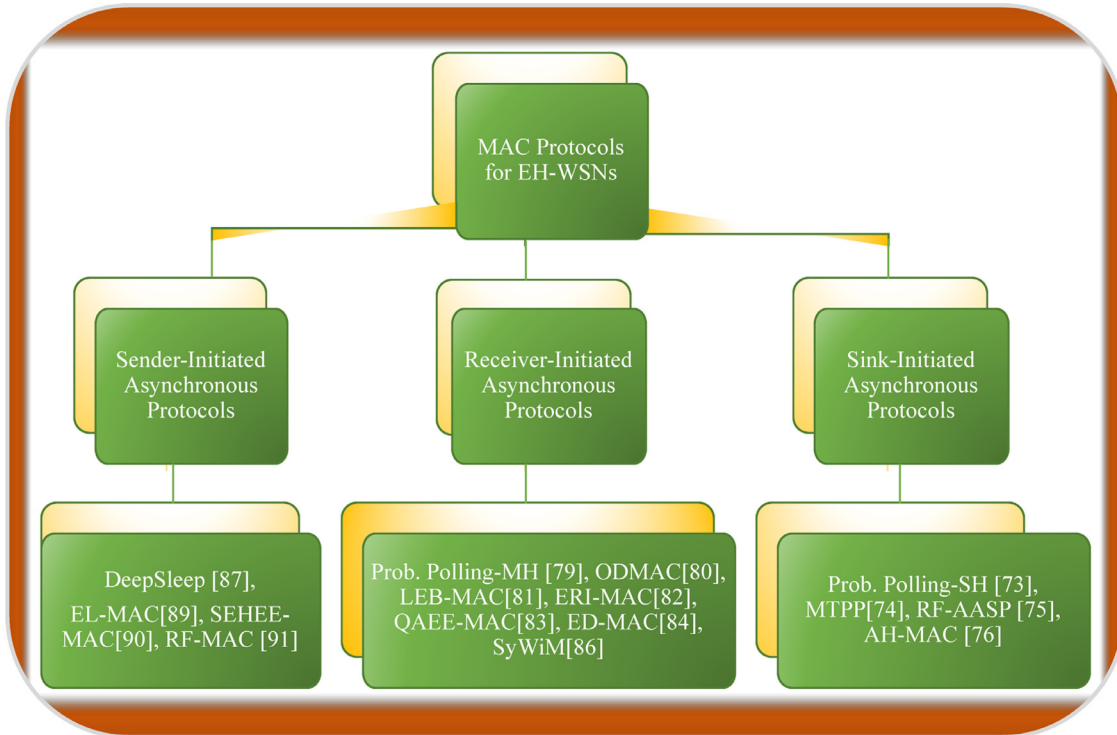 MAC Protocols
for EH-WSNs
Sender-Initiated
Asynchronous
Protocols
Receiver-Initiated
Asynchronous
Protocols
Sink-Initiated
Asynchronous
Protocols
DeepSleep [87],
EL-MAC[89], SEHEE-
MAC[90], RF-MAC [91]
Prob. Polling-MH [79], ODMAC[80],
LEB-MAC[81], ERI-MAC[82],
QAEE-MAC[83], ED-MAC[84],
SyWiM[86]
Prob. Polling-SH [73],
MTPP[74], RF-AASP [75],
AH-MAC [76]